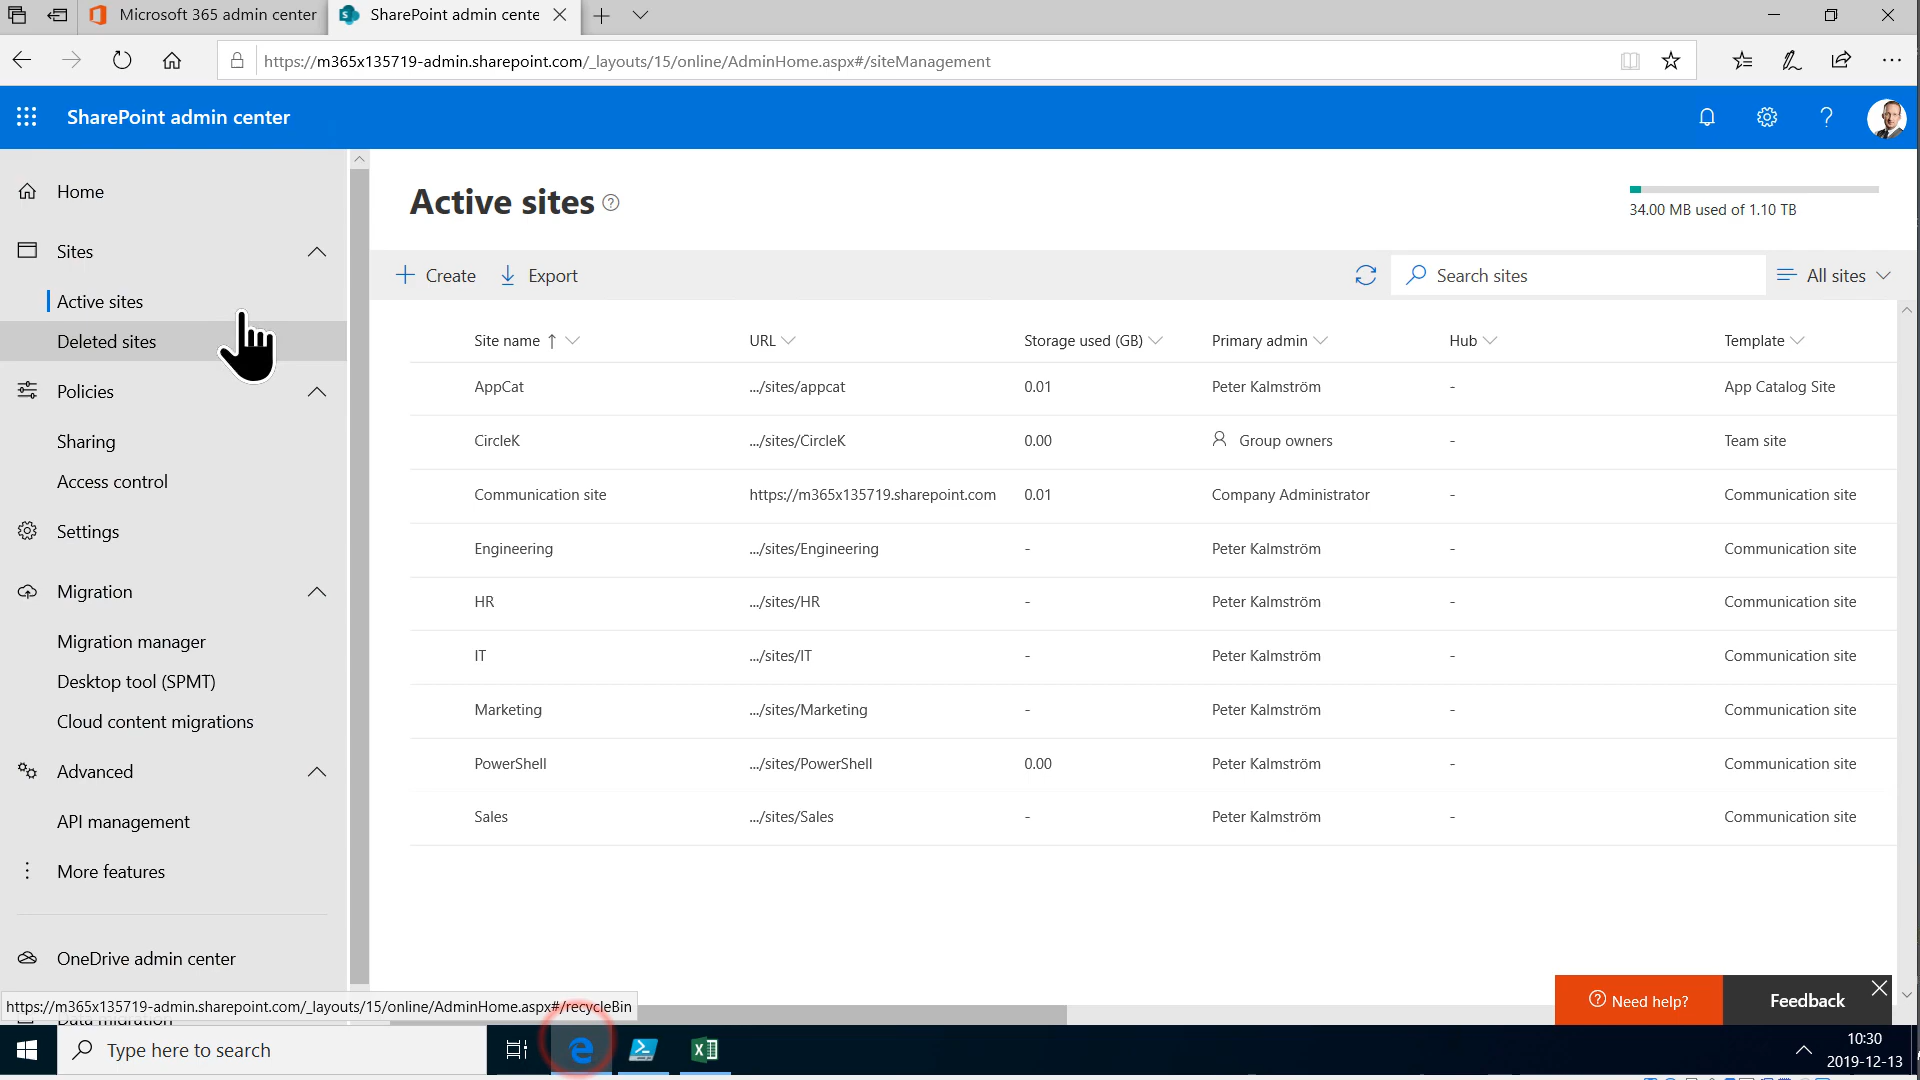 Microsoft 365 admin center
SharePoint admin cente
https://m365x135719-admin.sharepoint.com/_layouts/15/online/AdminHome.aspx#/siteManagement
SharePoint admin center
Home
Sites
Active sites
Deleted sites
Policies
Sharing
Access control
Settings
Migration
Migration manager
Desktop tool (SPMT)
Cloud content migrations
Advanced
API management
More features
OneDrive admin center
Data migration
https://m365x135719-admin.sharepoint.com/_layouts/15/online/AdminHome.aspx#/recycleBin
Active sites
34.00 MB used of 1.10 TB
Create Export Search sites All sites
Site name URL Storage used (GB) Primary admin Hub Template
AppCat .../sites/appcat 0.01 Peter Kalmström - App Catalog Site
CircleK .../sites/CircleK 0.00 Group owners - Team site
Communication site https://m365x135719.sharepoint.com 0.01 Company Administrator - Communication site
Engineering .../sites/Engineering - Peter Kalmström - Communication site
HR .../sites/HR - Peter Kalmström - Communication site
IT .../sites/IT - Peter Kalmström - Communication site
Marketing .../sites/Marketing - Peter Kalmström - Communication site
PowerShell .../sites/PowerShell 0.00 Peter Kalmström - Communication site
Sales .../sites/Sales - Peter Kalmström - Communication site
Need help? Feedback
Type here to search
10:30
2019-12-13